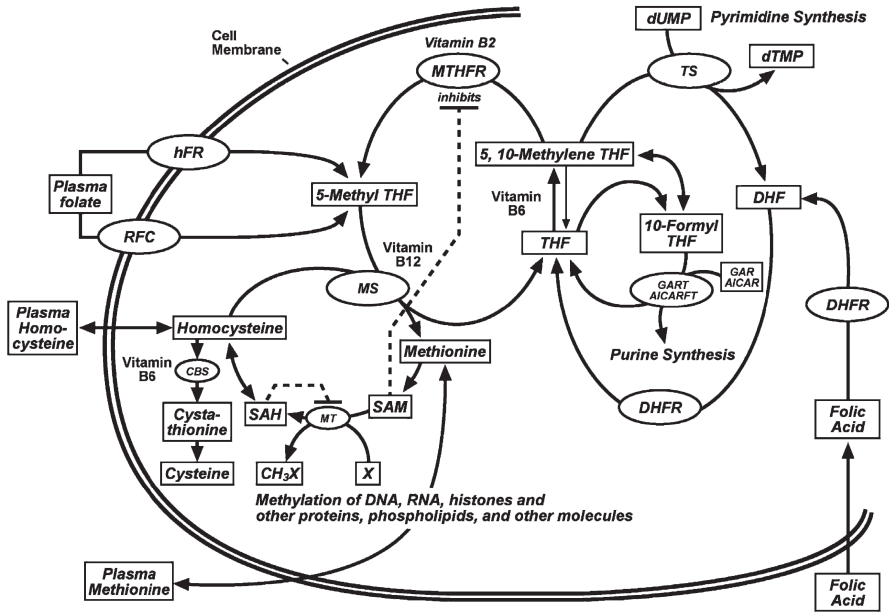 dUMP
Pyrimidine Synthesis
Cell
Membrane
Vitamin B2
MTHFR
inhibits
TS
dTMP
hFR
5, 10-Methylene THF
Plasma
folate
5-Methyl THF
Vitamin
B6
DHF
RFC
10-Formyl
THF
THF
Vitamin
B12
MS
GART
AICARFT
GAR
AICAR
Plasma
Homo-
cysteine
Homocysteine
DHFR
Methionine
Purine Synthesis
Vitamin
B6
CBS
Cysta-
thionine
SAH
MT
SAM
DHFR
Folic
Acid
Cysteine
CH3X
X
Methylation of DNA, RNA, histones and
other proteins, phospholipids, and other molecules
Plasma
Methionine
Folic
Acid